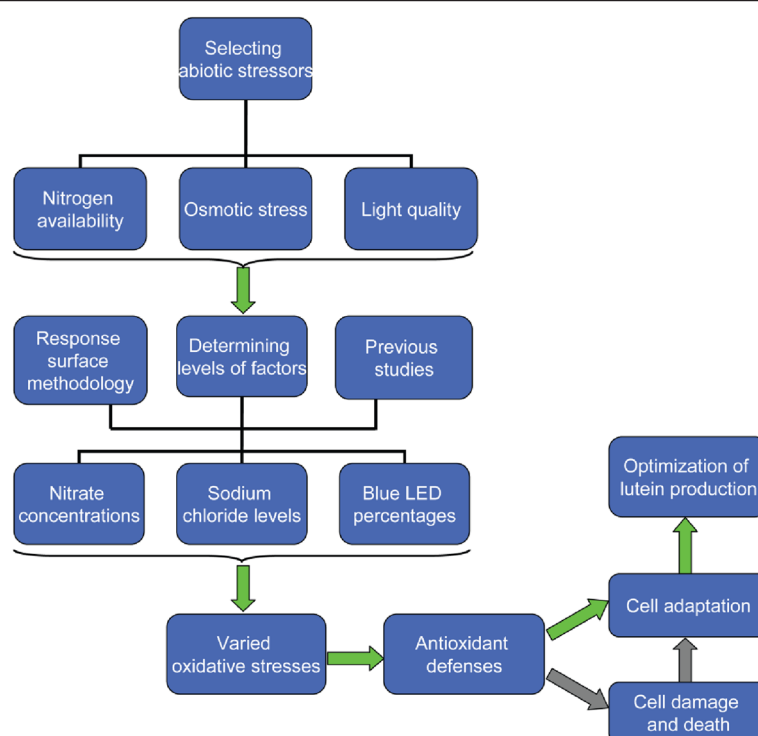 Selecting
abiotic stressors
Nitrogen
availability
Osmotic stress
Light quality
Response
surface
methodology
Determining
levels of factors
Previous
studies
Nitrate
concentrations
Sodium
chloride levels
Blue LED
percentages
Optimization of
lutein production
Cell adaptation
Varied
oxidative stresses
Antioxidant
defenses
Cell damage
and death